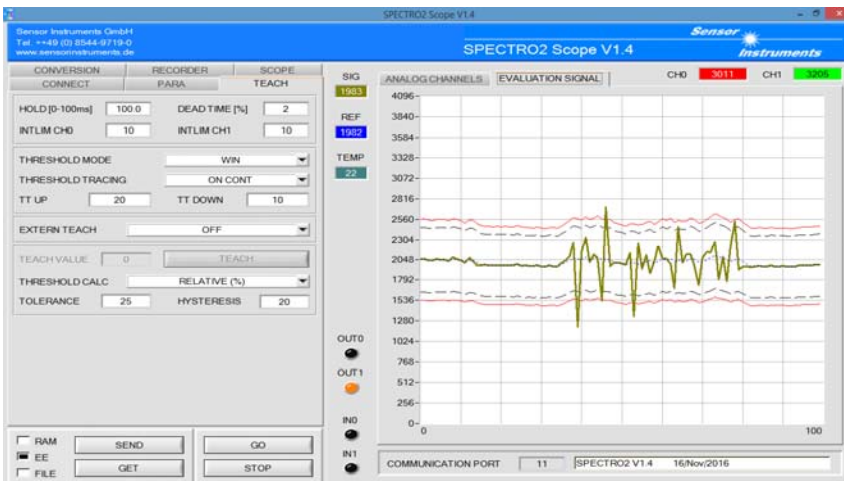 SPECTRO2 Scope V1.4
Sensor Instruments GmbH
Tel. ++49 (0) 8544-9719-0
www.sensorinstruments.de
SPECTRO2 Scope V1.4
Sensor Instruments
CONVERSION RECORDER SCOPE
CONNECT PARA TEACH
HOLD [0-100ms] 100.0 DEAD TIME [%] 2
INTLIM CH0 10 INTLIM CH1 10
THRESHOLD MODE WIN
THRESHOLD TRACING ON CONT
TT UP 20 TT DOWN 10
EXTERN TEACH OFF
TEACH VALUE 0 TEACH
THRESHOLD CALC RELATIVE (%)
TOLERANCE 25 HYSTERESIS 20
RAM
EE
FILE
SEND GO
GET STOP
SIG
1983
REF
1982
TEMP
22
OUT0
OUT1
IN0
IN1
ANALOG CHANNELS EVALUATION SIGNAL CH0 3011 CH1 3205
4096
3840
3584
3328
3072
2816
2560
2304
2048
1792
1536
1280
1024
768
512
256
0
0 100
COMMUNICATION PORT 11 SPECTRO2 V1.4 16/Nov/2016